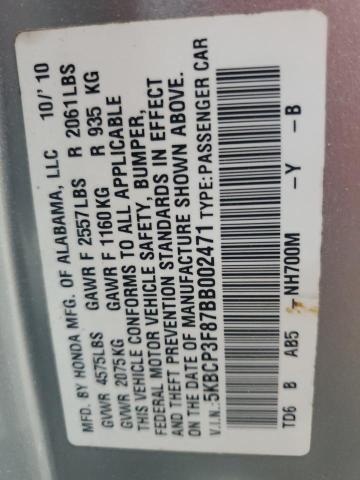 MFD. BY HONDA MFG. OF ALABAMA, LLC 10/'10
GVWR 4575LBS GAWR F 2557LBS R 2061LBS
GVWR 2075KG GAWR F 1160KG R 935 KG
THIS VEHICLE CONFORMS TO ALL APPLICABLE
FEDERAL MOTOR VEHICLE SAFETY, BUMPER,
AND THEFT PREVENTION STANDARDS IN EFFECT
ON THE DATE OF MANUFACTURE SHOWN ABOVE.
V.I.N.: 5KBCP3F87BB002471 TYPE:PASSENGER CAR
TD6 B AB5 NH700M -Y -B